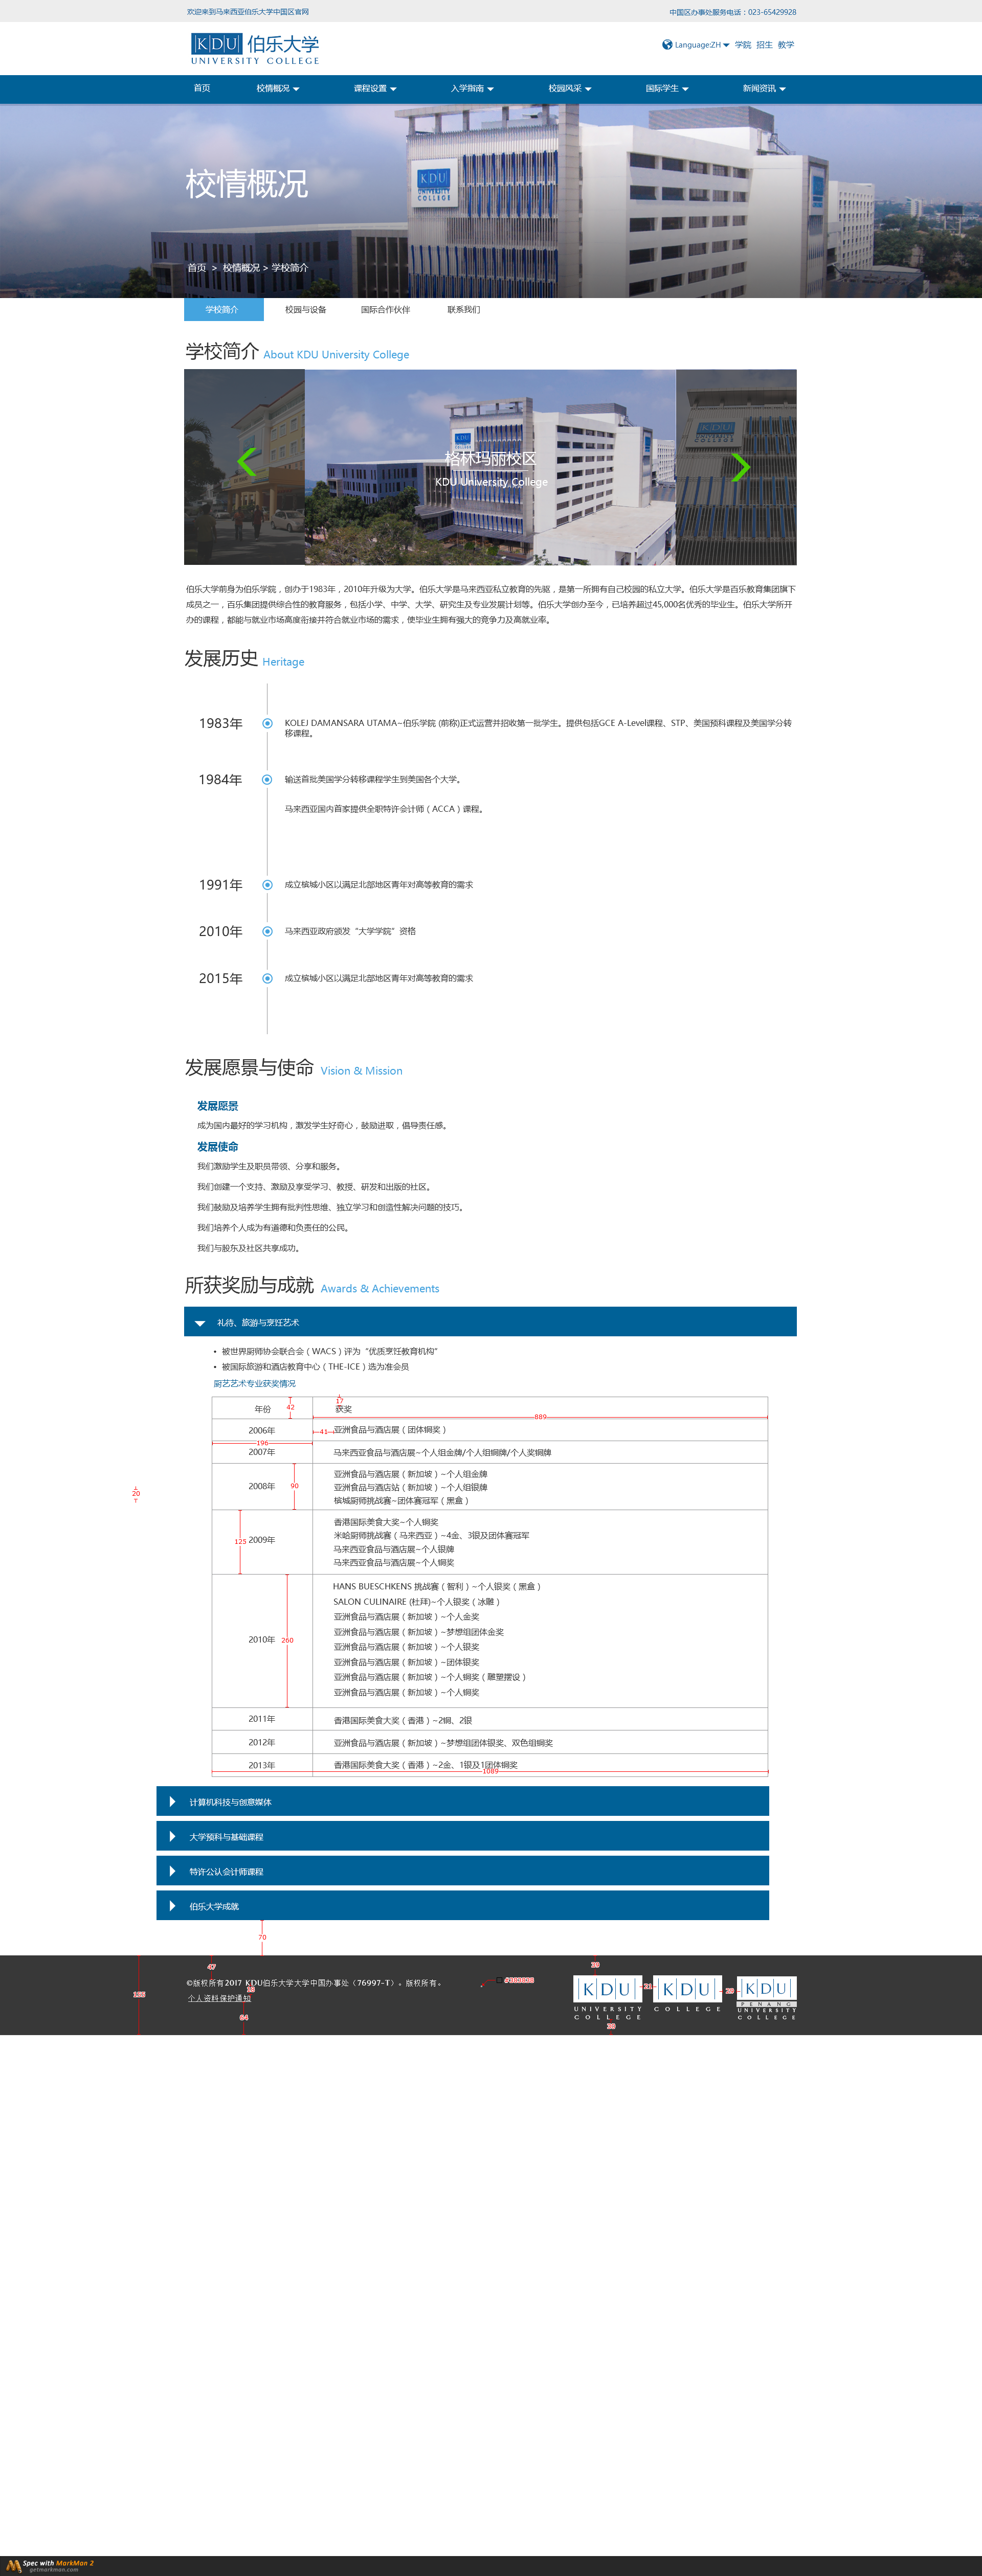 欢迎来到马来西亚伯乐大学中国区官网
中国区办事处服务电话：023-65429928
KDU 伯乐大学
UNIVERSITY COLLEGE
Language:ZH 学院 招生 教学
首页 校情概况 课程设置 入学指南 校园风采 国际学生 新闻资讯
KDU
COLLEGE
校情概况
首页 > 校情概况 > 学校简介
学校简介 校园与设备 国际合作伙伴 联系我们
学校简介 About KDU University College
格林玛丽校区
KDU University College
伯乐大学前身为伯乐学院，创办于1983年，2010年升级为大学。伯乐大学是马来西亚私立教育的先驱，是第一所拥有自己校园的私立大学。伯乐大学是百乐教育集团旗下
成员之一，百乐集团提供综合性的教育服务，包括小学、中学、大学、研究生及专业发展计划等。伯乐大学创办至今，已培养超过45,000名优秀的毕业生。伯乐大学所开
办的课程，都能与就业市场高度衔接并符合就业市场的需求，使毕业生拥有强大的竞争力及高就业率。
发展历史 Heritage
1983年 KOLEJ DAMANSARA UTAMA~伯乐学院 (前称)正式运营并招收第一批学生。提供包括GCE A-Level课程、STP、美国预科课程及美国学分转
移课程。
1984年 输送首批美国学分转移课程学生到美国各个大学。
马来西亚国内首家提供全职特许会计师（ACCA）课程。
1991年 成立槟城小区以满足北部地区青年对高等教育的需求
2010年 马来西亚政府颁发“大学学院”资格
2015年 成立槟城小区以满足北部地区青年对高等教育的需求
发展愿景与使命 Vision & Mission
发展愿景
成为国内最好的学习机构，激发学生好奇心，鼓励进取，倡导责任感。
发展使命
我们激励学生及职员带领、分享和服务。
我们创建一个支持、激励及享受学习、教授、研发和出版的社区。
我们鼓励及培养学生拥有批判性思维、独立学习和创造性解决问题的技巧。
我们培养个人成为有道德和负责任的公民。
我们与股东及社区共享成功。
所获奖励与成就 Awards & Achievements
礼待、旅游与烹饪艺术
• 被世界厨师协会联合会（WACS）评为“优质烹饪教育机构”
• 被国际旅游和酒店教育中心（THE-ICE）选为准会员
厨艺艺术专业获奖情况
17
年份 42 获奖
889
2006年 41 亚洲食品与酒店展（团体铜奖）
196
2007年 马来西亚食品与酒店展~个人组金牌/个人组铜牌/个人奖铜牌
亚洲食品与酒店展（新加坡）~个人组金牌
2008年 90 亚洲食品与酒店站（新加坡）~个人组银牌
20
槟城厨师挑战赛~团体赛冠军（黑盒）
香港国际美食大奖~个人铜奖
米哈厨师挑战赛（马来西亚）~4金、3银及团体赛冠军
125 2009年
马来西亚食品与酒店展~个人银牌
马来西亚食品与酒店展~个人铜奖
HANS BUESCHKENS 挑战赛（智利）~个人银奖（黑盒）
SALON CULINAIRE (杜拜)~个人银奖（冰雕）
亚洲食品与酒店展（新加坡）~个人金奖
亚洲食品与酒店展（新加坡）~梦想组团体金奖
2010年 260
亚洲食品与酒店展（新加坡）~个人银奖
亚洲食品与酒店展（新加坡）~团体银奖
亚洲食品与酒店展（新加坡）~个人铜奖（雕塑摆设）
亚洲食品与酒店展（新加坡）~个人铜奖
2011年 香港国际美食大奖（香港）~2铜、2银
2012年 亚洲食品与酒店展（新加坡）~梦想组团体银奖、双色组铜奖
2013年 香港国际美食大奖（香港）~2金、1银及1团体铜奖
1089
计算机科技与创意媒体
大学预科与基础课程
特许公认会计师课程
伯乐大学成就
70
47
39
©版权所有2017 KDU伯乐大学大学中国办事处（76997-T）。版权所有。
个人资料保护通知
KDU UNIVERSITY COLLEGE
KDU COLLEGE
KDU PENANG UNIVERSITY COLLEGE
Spec with MarkMan 2
getmarkman.com